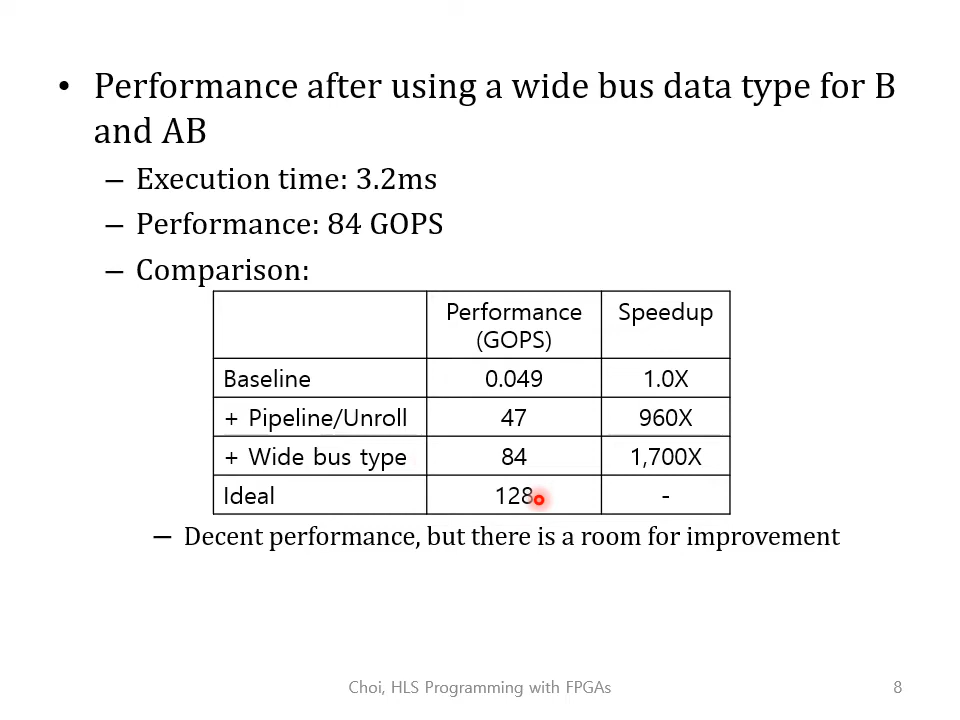 • Performance after using a wide bus data type for B
and AB
– Execution time: 3.2ms
– Performance: 84 GOPS
– Comparison:
Performance (GOPS) Speedup
Baseline 0.049 1.0X
+ Pipeline/Unroll 47 960X
+ Wide bus type 84 1,700X
Ideal 128 -
– Decent performance, but there is a room for improvement
Choi, HLS Programming with FPGAs 8